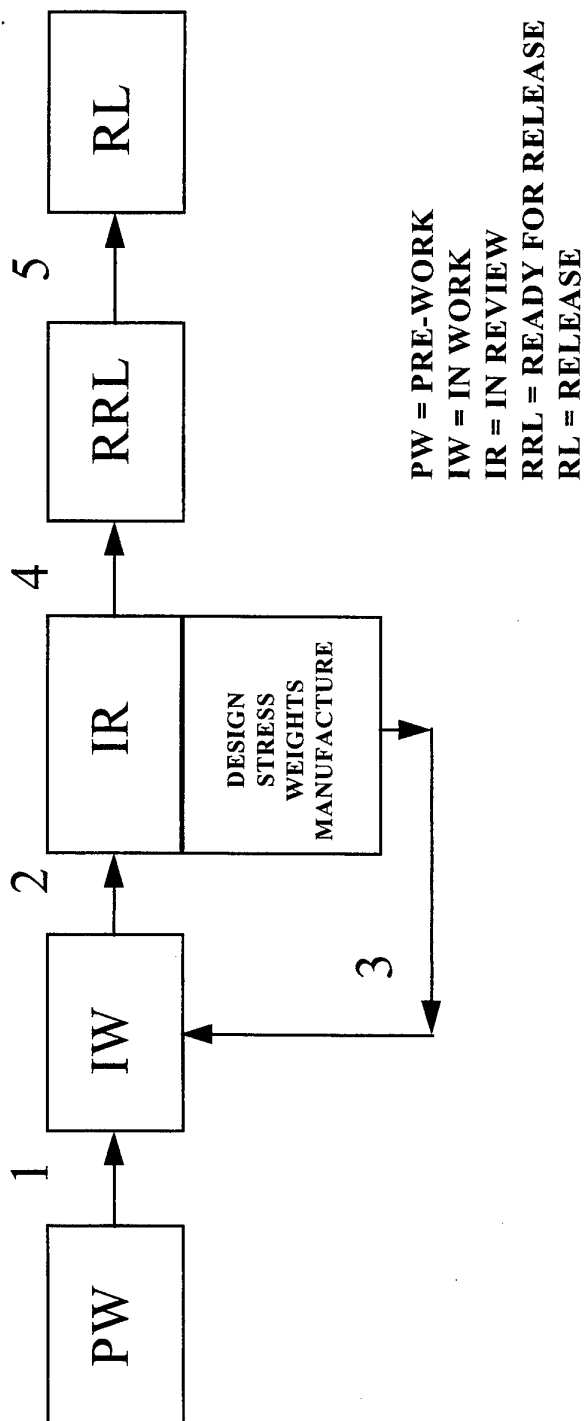 1
2
4
5
PW
IW
IR
RRL
RL
DESIGN
STRESS
WEIGHTS
MANUFACTURE
3
PW = PRE-WORK
IW = IN WORK
IR = IN REVIEW
RRL = READY FOR RELEASE
RL = RELEASE